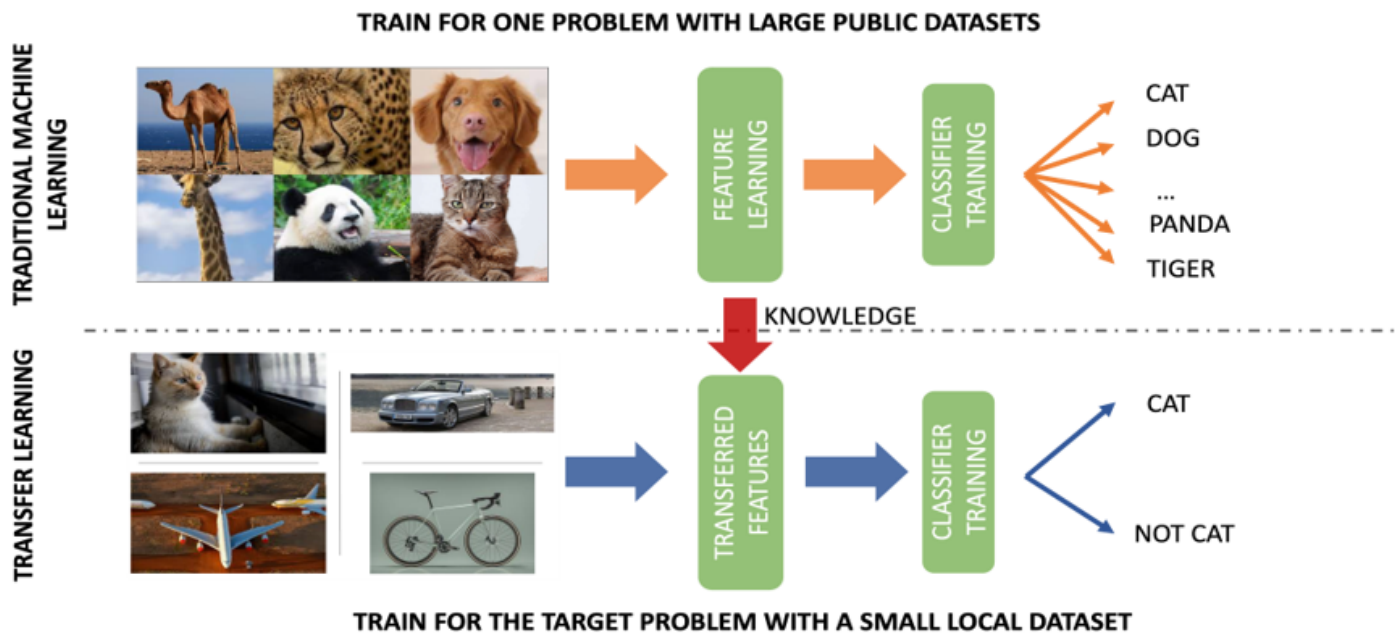 TRAIN FOR ONE PROBLEM WITH LARGE PUBLIC DATASETS
TRADITIONAL MACHINE
LEARNING
FEATURE
LEARNING
CLASSIFIER
TRAINING
CAT
DOG
...
PANDA
TIGER
KNOWLEDGE
TRANSFER LEARNING
TRANSFERRED
FEATURES
CLASSIFIER
TRAINING
CAT
NOT CAT
TRAIN FOR THE TARGET PROBLEM WITH A SMALL LOCAL DATASET